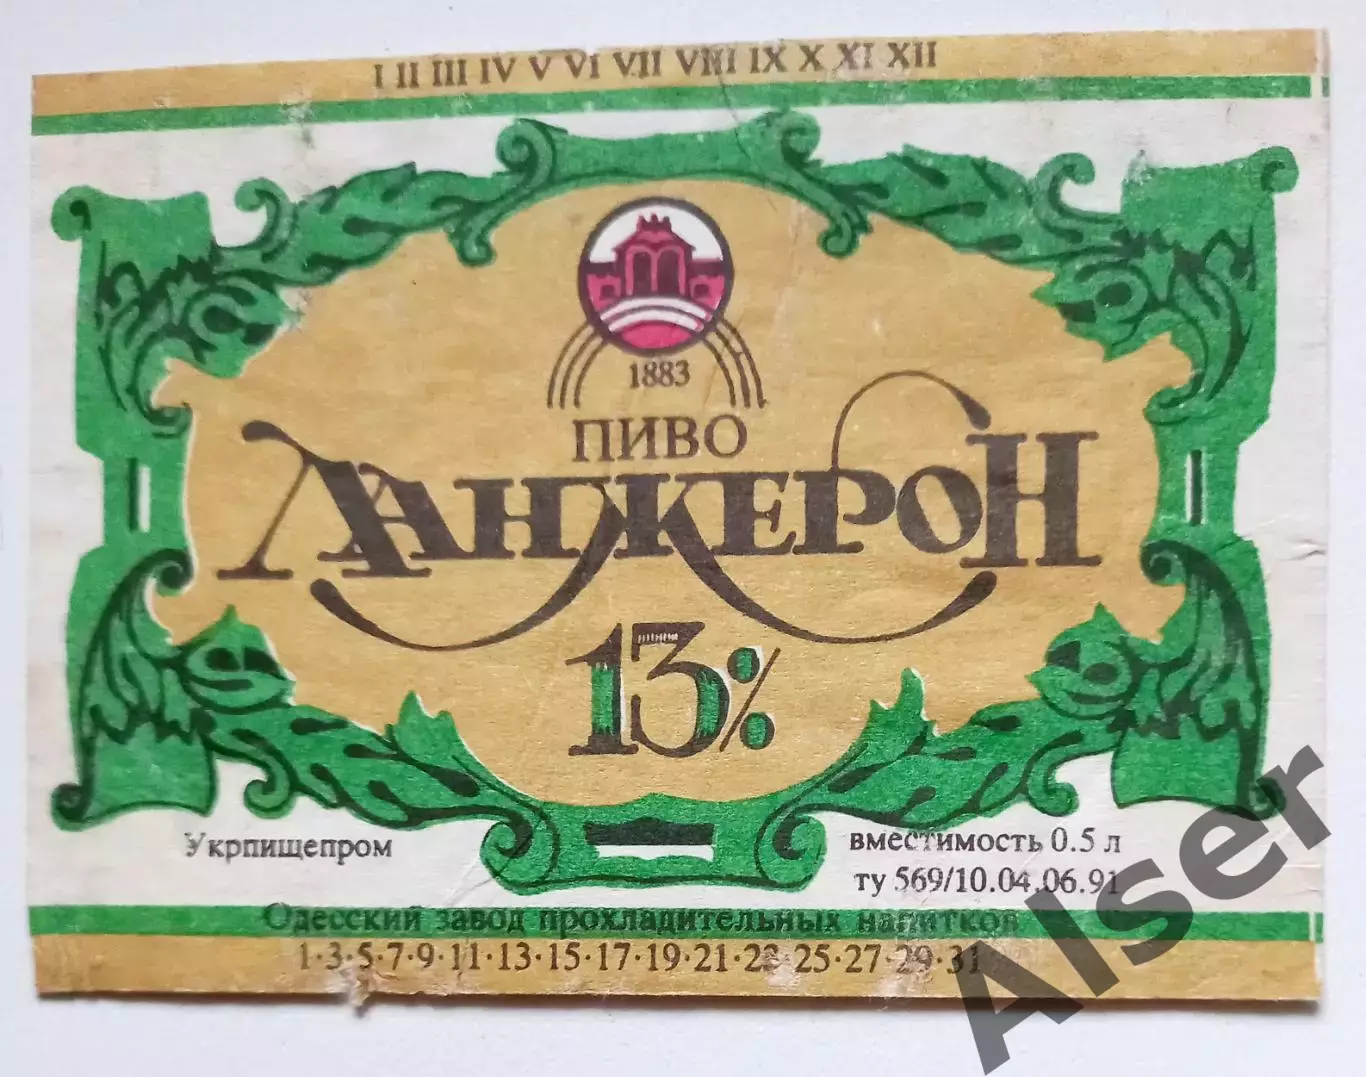 I II III IV V VI VII VIII IX X XI XII
1883
ПИВО
ЛАНЖЕРОН
13%
Укрпищепром
вместимость 0.5 л
ту 569/10.04.06.91
Одесский завод прохладительных напитков
1·3·5·7·9·11·13·15·17·19·21·23·25·27·29·31
Alser